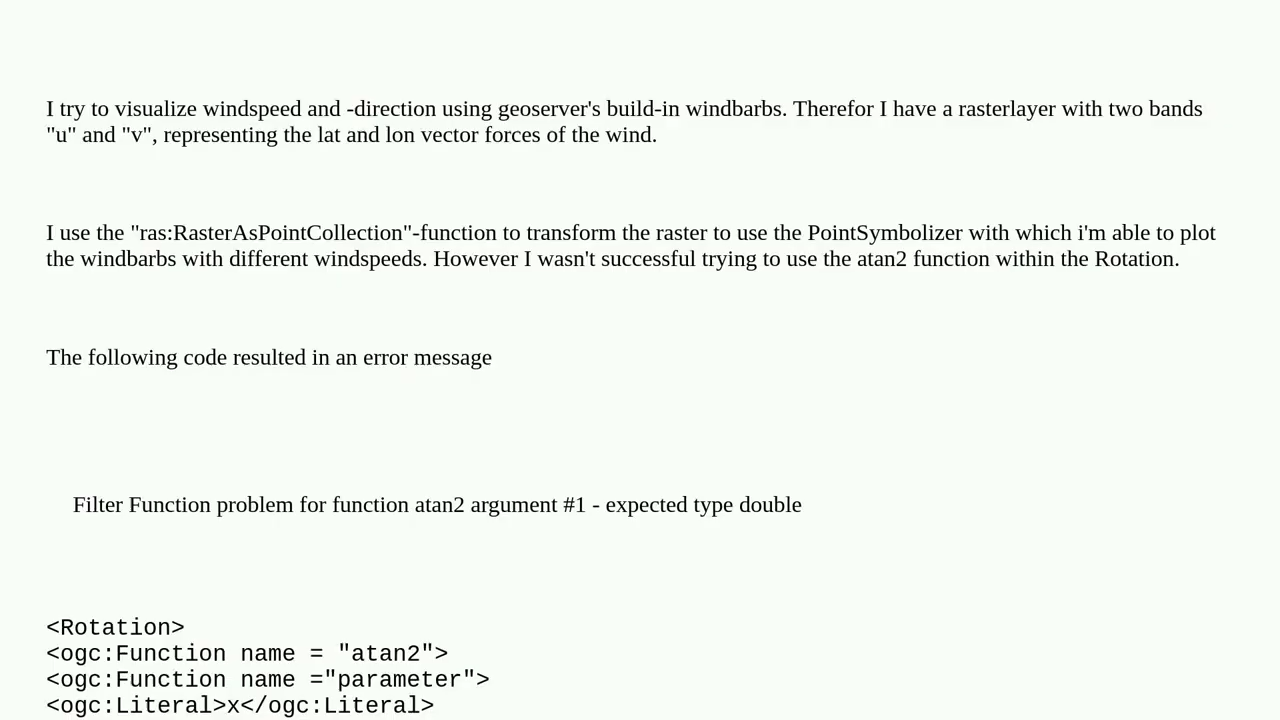 I try to visualize windspeed and -direction using geoserver's build-in windbarbs. Therefor I have a rasterlayer with two bands
"u" and "v", representing the lat and lon vector forces of the wind.
I use the "ras:RasterAsPointCollection"-function to transform the raster to use the PointSymbolizer with which i'm able to plot
the windbarbs with different windspeeds. However I wasn't successful trying to use the atan2 function within the Rotation.
The following code resulted in an error message
Filter Function problem for function atan2 argument #1 - expected type double
<Rotation>
<ogc:Function name = "atan2">
<ogc:Function name ="parameter">
<ogc:Literal>x</ogc:Literal>